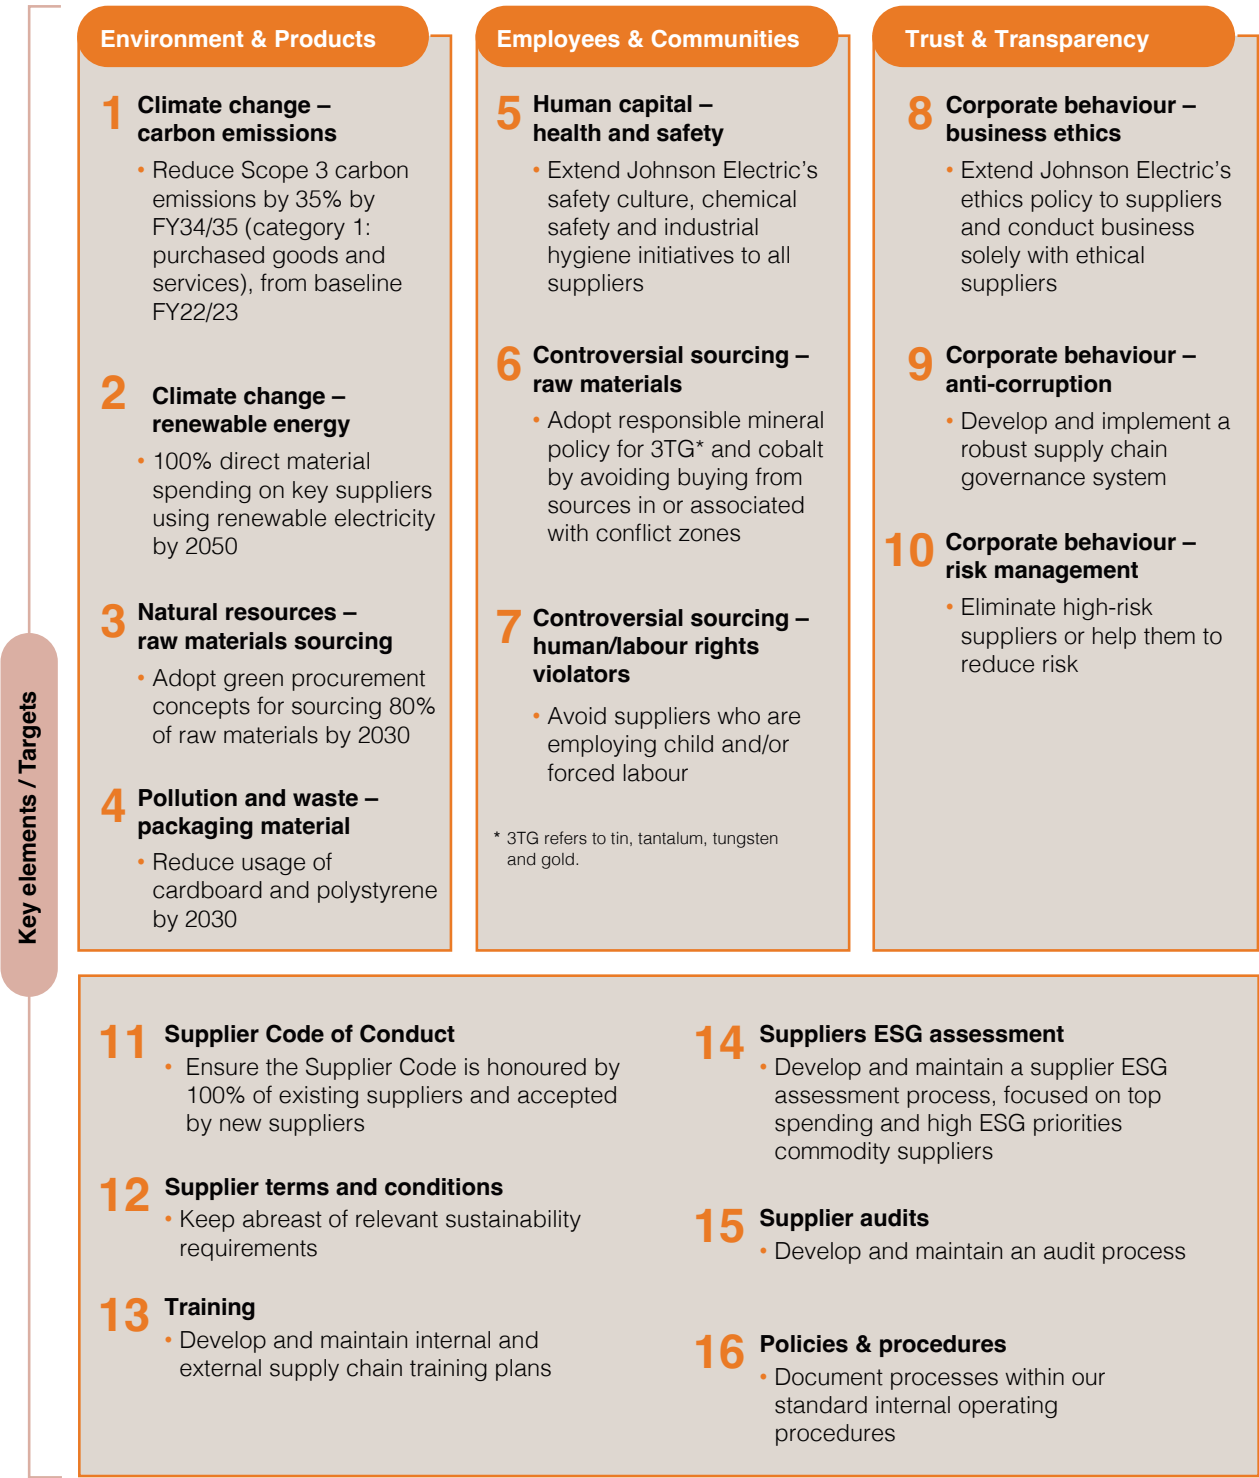 Key elements / Targets
Environment & Products
1
Climate change –
carbon emissions
• Reduce Scope 3 carbon
emissions by 35% by
FY34/35 (category 1:
purchased goods and
services), from baseline
FY22/23
2
Climate change –
renewable energy
• 100% direct material
spending on key suppliers
using renewable electricity
by 2050
3
Natural resources –
raw materials sourcing
• Adopt green procurement
concepts for sourcing 80%
of raw materials by 2030
4
Pollution and waste –
packaging material
• Reduce usage of
cardboard and polystyrene
by 2030
Employees & Communities
5
Human capital –
health and safety
• Extend Johnson Electric’s
safety culture, chemical
safety and industrial
hygiene initiatives to all
suppliers
6
Controversial sourcing –
raw materials
• Adopt responsible mineral
policy for 3TG* and cobalt
by avoiding buying from
sources in or associated
with conflict zones
7
Controversial sourcing –
human/labour rights
violators
• Avoid suppliers who are
employing child and/or
forced labour
* 3TG refers to tin, tantalum, tungsten
and gold.
Trust & Transparency
8
Corporate behaviour –
business ethics
• Extend Johnson Electric’s
ethics policy to suppliers
and conduct business
solely with ethical
suppliers
9
Corporate behaviour –
anti-corruption
• Develop and implement a
robust supply chain
governance system
10
Corporate behaviour –
risk management
• Eliminate high-risk
suppliers or help them to
reduce risk
11
Supplier Code of Conduct
• Ensure the Supplier Code is honoured by
100% of existing suppliers and accepted
by new suppliers
12
Supplier terms and conditions
• Keep abreast of relevant sustainability
requirements
13
Training
• Develop and maintain internal and
external supply chain training plans
14
Suppliers ESG assessment
• Develop and maintain a supplier ESG
assessment process, focused on top
spending and high ESG priorities
commodity suppliers
15
Supplier audits
• Develop and maintain an audit process
16
Policies & procedures
• Document processes within our
standard internal operating
procedures